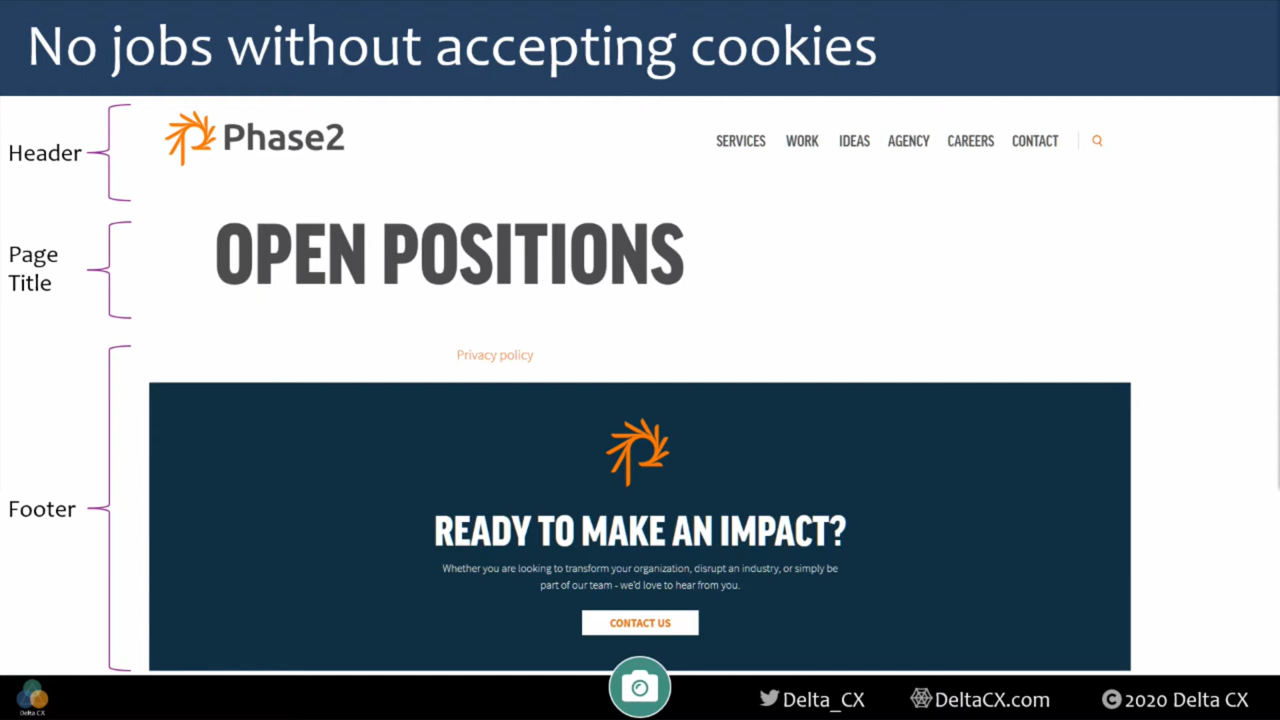 No jobs without accepting cookies
Header
Phase2
SERVICES WORK IDEAS AGENCY CAREERS CONTACT
Page
Title
OPEN POSITIONS
Privacy policy
Footer
READY TO MAKE AN IMPACT?
Whether you are looking to transform your organization, disrupt an industry, or simply be
part of our team - we'd love to hear from you.
CONTACT US
Delta CX
Delta_CX
DeltaCX.com
©2020 Delta CX